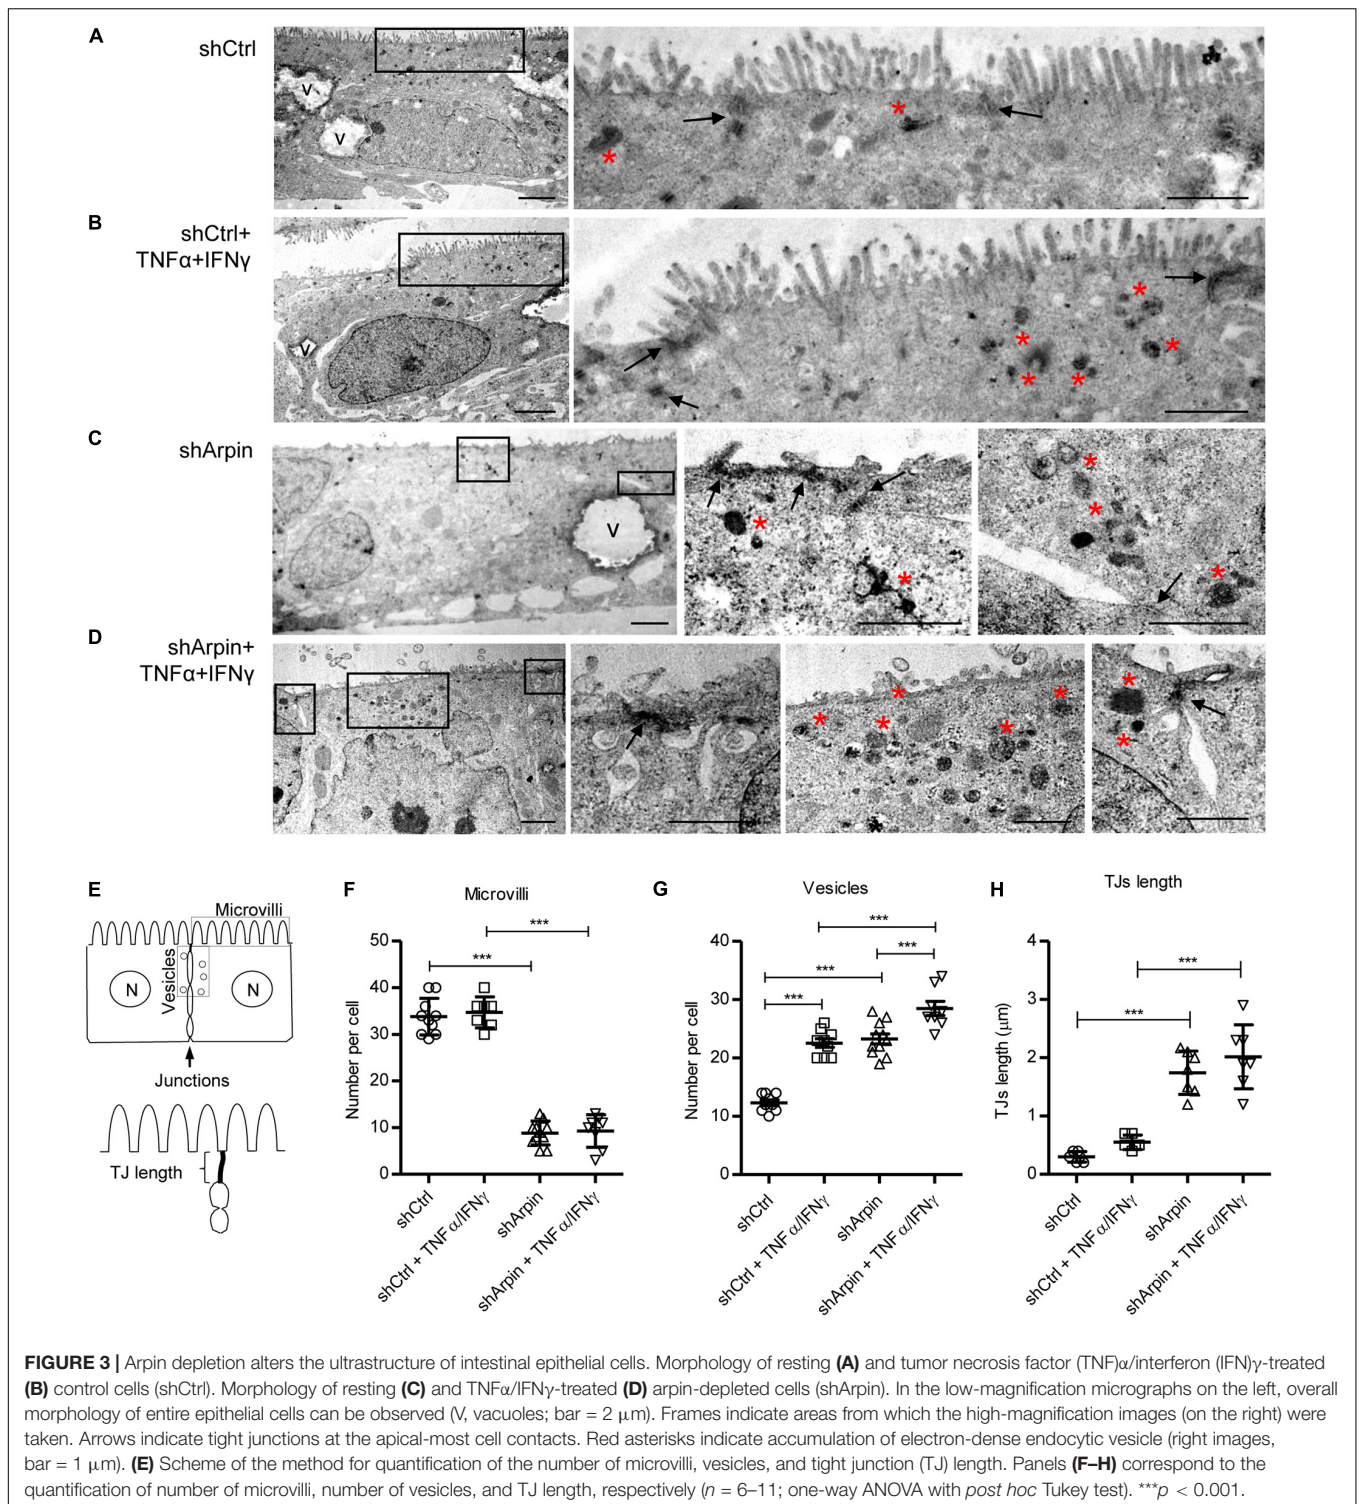 A
shCtrl
V
V
*
*
B
shCtrl+
TNFα+IFNγ
V
*
*
*
*
*
C
shArpin
V
*
*
*
*
*
D
shArpin+
TNFα+IFNγ
*
*
*
*
*
*
*
E
Microvilli
Vesicles
N
N
Junctions
TJ length
F
Microvilli
***
***
Number per cell
50
40
30
20
10
0
shCtrl
shCtrl + TNFα/IFNγ
shArpin
shArpin + TNFα/IFNγ
G
Vesicles
***
***
***
***
Number per cell
40
30
20
10
0
shCtrl
shCtrl + TNFα/IFNγ
shArpin
shArpin + TNFα/IFNγ
H
TJs length
***
***
TJs length (μm)
4
3
2
1
0
shCtrl
shCtrl + TNFα/IFNγ
shArpin
shArpin + TNFα/IFNγ
FIGURE 3 | Arpin depletion alters the ultrastructure of intestinal epithelial cells. Morphology of resting (A) and tumor necrosis factor (TNF)α/interferon (IFN)γ-treated
(B) control cells (shCtrl). Morphology of resting (C) and TNFα/IFNγ-treated (D) arpin-depleted cells (shArpin). In the low-magnification micrographs on the left, overall
morphology of entire epithelial cells can be observed (V, vacuoles; bar = 2 μm). Frames indicate areas from which the high-magnification images (on the right) were
taken. Arrows indicate tight junctions at the apical-most cell contacts. Red asterisks indicate accumulation of electron-dense endocytic vesicle (right images,
bar = 1 μm). (E) Scheme of the method for quantification of the number of microvilli, vesicles, and tight junction (TJ) length. Panels (F–H) correspond to the
quantification of number of microvilli, number of vesicles, and TJ length, respectively (n = 6–11; one-way ANOVA with post hoc Tukey test). ***p < 0.001.